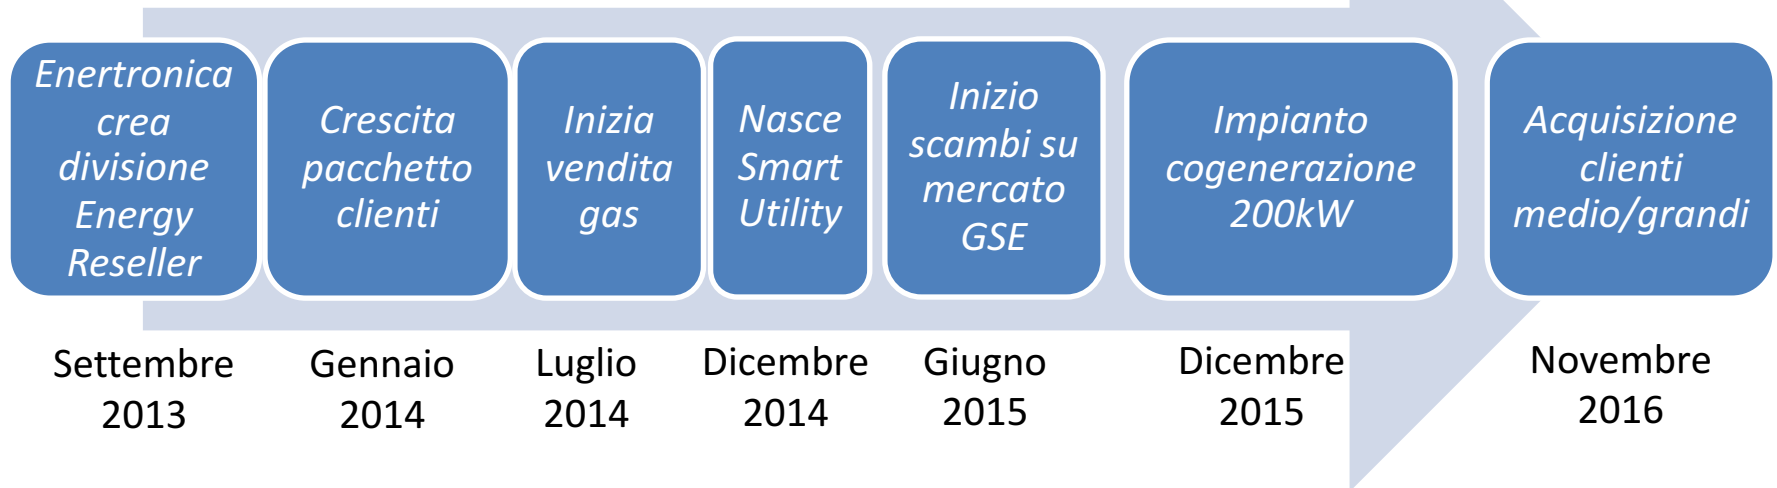 Enertronica
crea
divisione
Energy
Reseller
Crescita
pacchetto
clienti
Inizia
vendita
gas
Nasce
Smart
Utility
Inizio
scambi su
mercato
GSE
Impianto
cogenerazione
200kW
Acquisizione
clienti
medio/grandi
Settembre
2013
Gennaio
2014
Luglio
2014
Dicembre
2014
Giugno
2015
Dicembre
2015
Novembre
2016